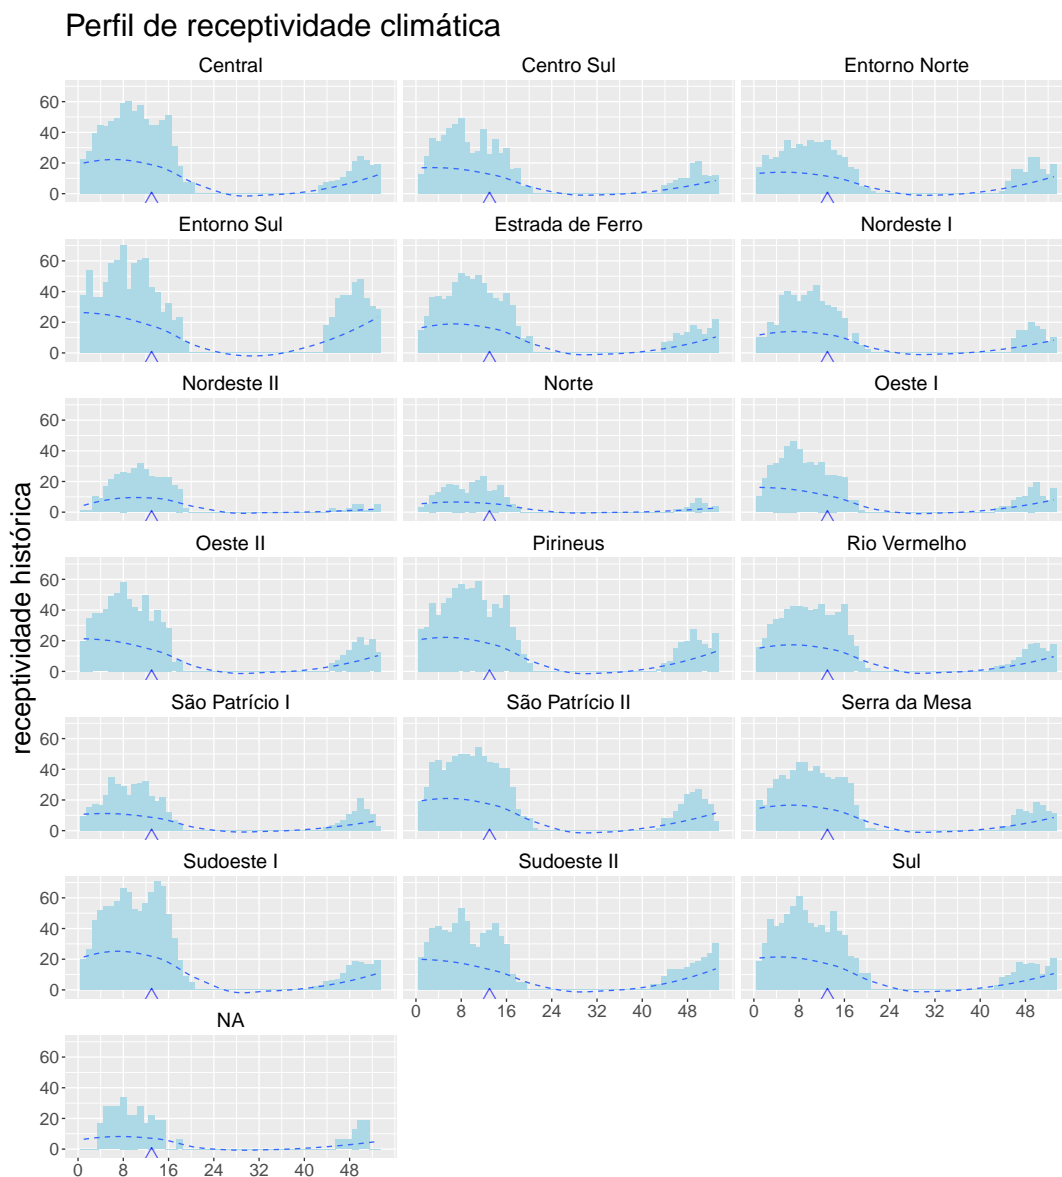 Perfil de receptividade climática
Central Centro Sul Entorno Norte
60
40
20
0
Entorno Sul Estrada de Ferro Nordeste I
60
40
20
0
Nordeste II Norte Oeste I
60
40
20
0
receptividade histórica
Oeste II Pirineus Rio Vermelho
60
40
20
0
São Patrício I São Patrício II Serra da Mesa
60
40
20
0
Sudoeste I Sudoeste II Sul
60
40
20
0
0 8 16 24 32 40 48 0 8 16 24 32 40 48
NA
60
40
20
0
0 8 16 24 32 40 48